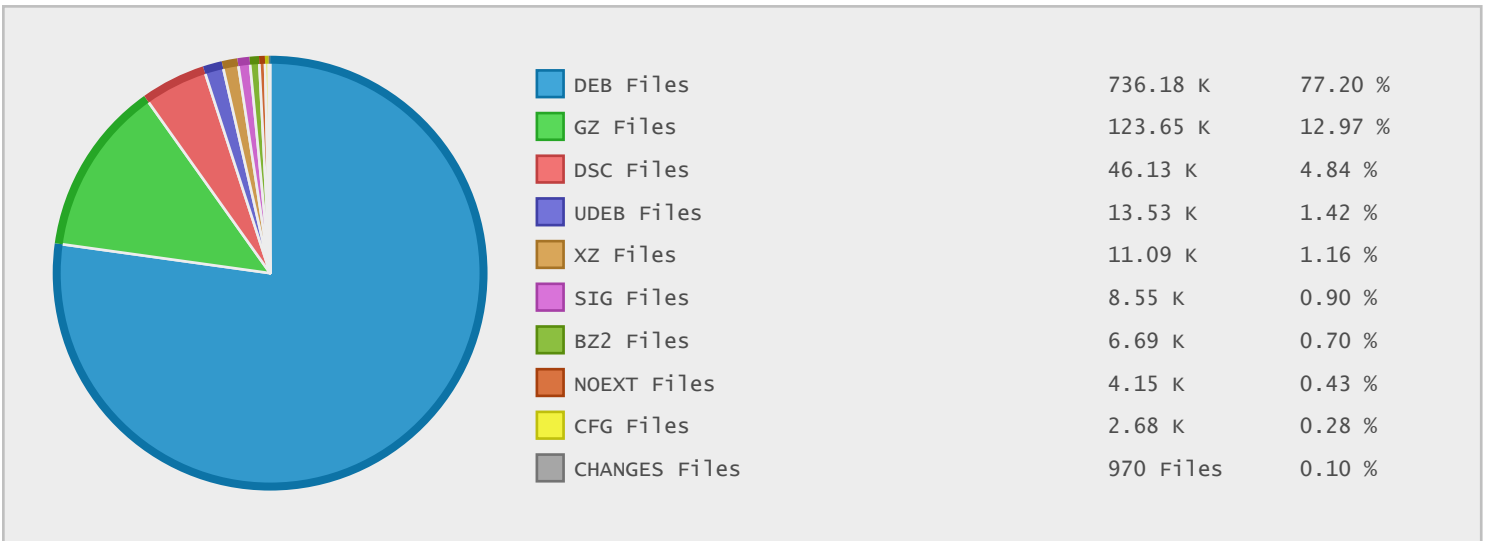 DEB Files 736.18 K 77.20 %
GZ Files 123.65 K 12.97 %
DSC Files 46.13 K 4.84 %
UDEB Files 13.53 K 1.42 %
XZ Files 11.09 K 1.16 %
SIG Files 8.55 K 0.90 %
BZ2 Files 6.69 K 0.70 %
NOEXT Files 4.15 K 0.43 %
CFG Files 2.68 K 0.28 %
CHANGES Files 970 Files 0.10 %